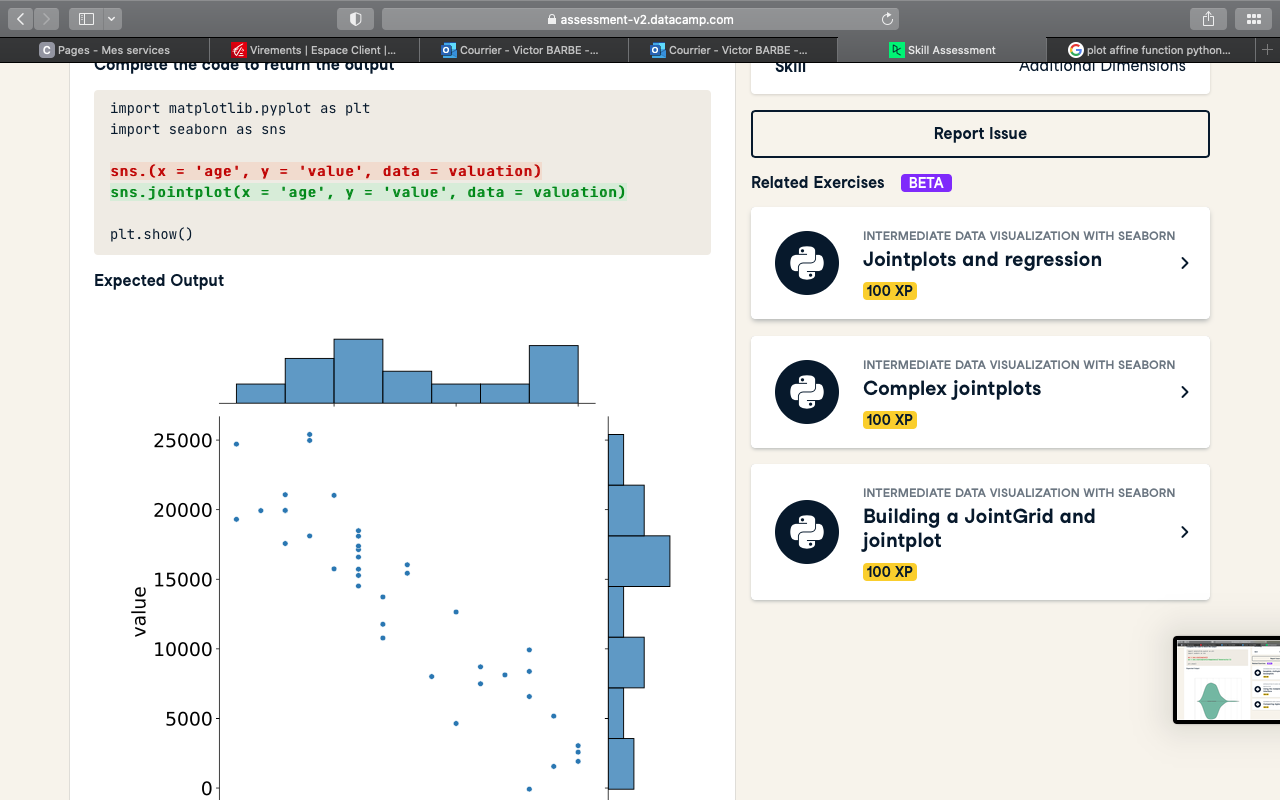 assessment-v2.datacamp.com
Pages - Mes services
Virements | Espace Client |...
Courrier - Victor BARBE -...
Courrier - Victor BARBE -...
Skill Assessment
plot affine function python...
Complete the code to return the output
import matplotlib.pyplot as plt
import seaborn as sns
sns.(x = 'age', y = 'value', data = valuation)
sns.jointplot(x = 'age', y = 'value', data = valuation)
plt.show()
Expected Output
25000
20000
15000
10000
5000
0
value
Skill
Additional Dimensions
Report Issue
Related Exercises BETA
INTERMEDIATE DATA VISUALIZATION WITH SEABORN
Jointplots and regression
100 XP
INTERMEDIATE DATA VISUALIZATION WITH SEABORN
Complex jointplots
100 XP
INTERMEDIATE DATA VISUALIZATION WITH SEABORN
Building a JointGrid and
jointplot
100 XP